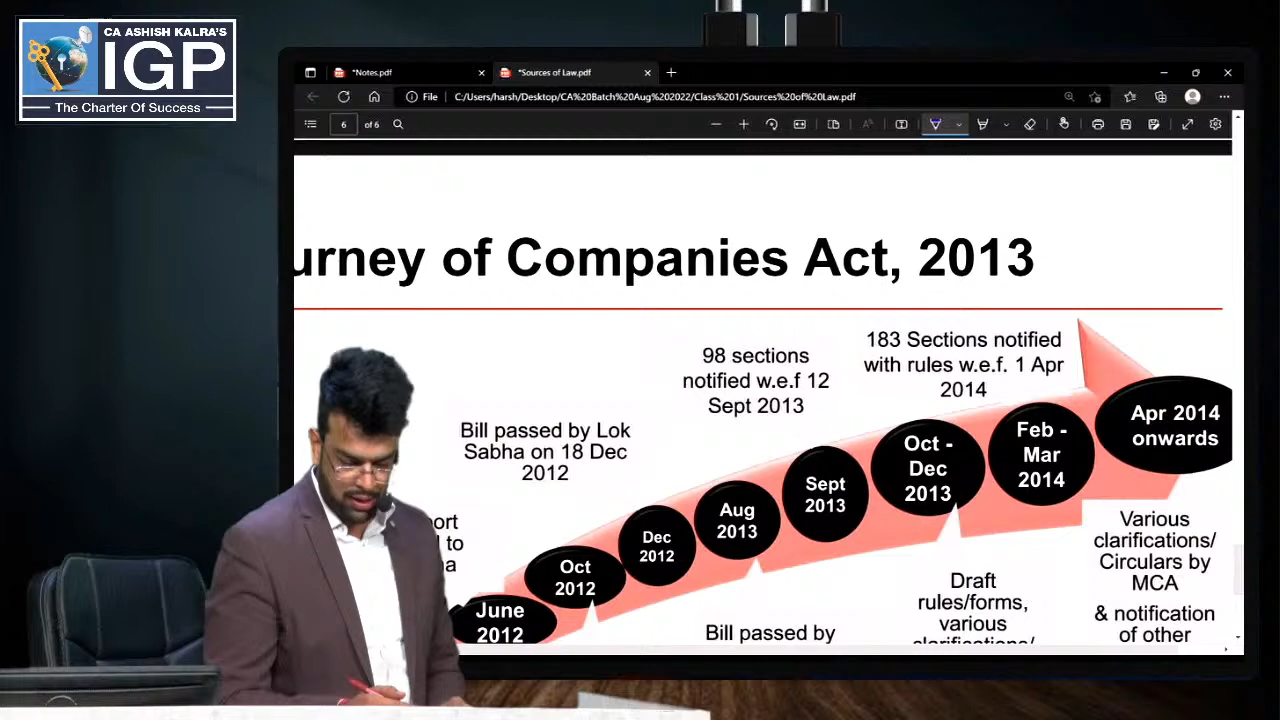 CA ASHISH KALRA'S
IGP
The Charter Of Success
*Notes.pdf
*Sources of Law.pdf
File
C:/Users/harsh/Desktop/CA%20Batch%20Aug%202022/Class%201/Sources%20of%20Law.pdf
6 of 6
urney of Companies Act, 2013
183 Sections notified
with rules w.e.f. 1 Apr
2014
98 sections
notified w.e.f 12
Sept 2013
Bill passed by Lok
Sabha on 18 Dec
2012
ort
to
a
June
2012
Oct
2012
Dec
2012
Aug
2013
Sept
2013
Oct -
Dec
2013
Feb -
Mar
2014
Apr 2014
onwards
Bill passed by
Draft
rules/forms,
various
clarifications/
Various
clarifications/
Circulars by
MCA
& notification
of other